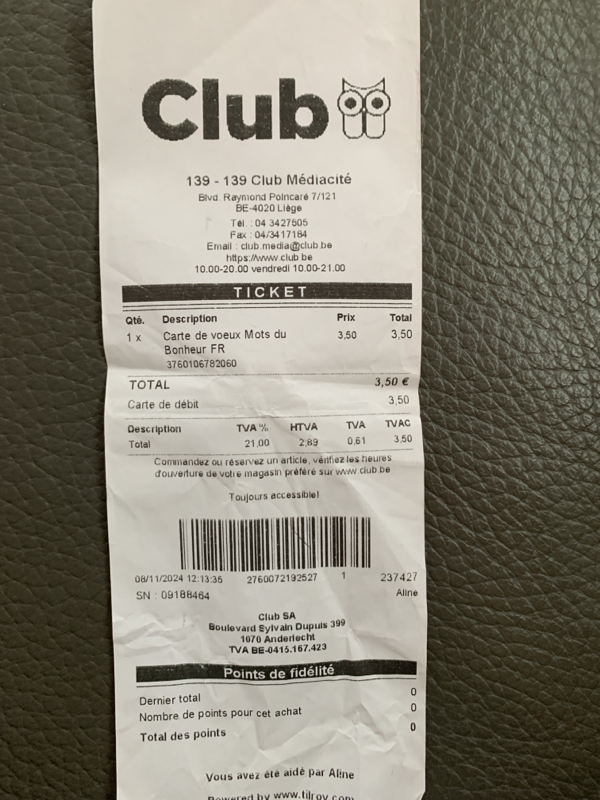 Club
139 - 139 Club Médiacité
Blvd. Raymond Poincaré 7/121
BE-4020 Liège
Tél. : 04 3427605
Fax : 04/3417184
Email : club.media@club.be
https://www.club.be
10.00-20.00 vendredi 10.00-21.00
TICKET
Qté. Description Prix Total
1 x Carte de voeux Mots du 3,50 3,50
Bonheur FR
3760106782060
TOTAL 3,50 €
Carte de débit 3,50
Description TVA % HTVA TVA TVAC
Total 21,00 2,89 0,61 3,50
Commandez ou réservez un article, vérifiez les heures
d'ouverture de votre magasin préféré sur www.club.be
Toujours accessible!
08/11/2024 12:13:35 2760072192527 1 237427
SN : 09188464 Aline
Club SA
Boulevard Sylvain Dupuis 399
1070 Anderlecht
TVA BE-0415.167.423
Points de fidélité
Dernier total 0
Nombre de points pour cet achat 0
Total des points 0
Vous avez été aidé par Aline
Powered by www.tilroy.com